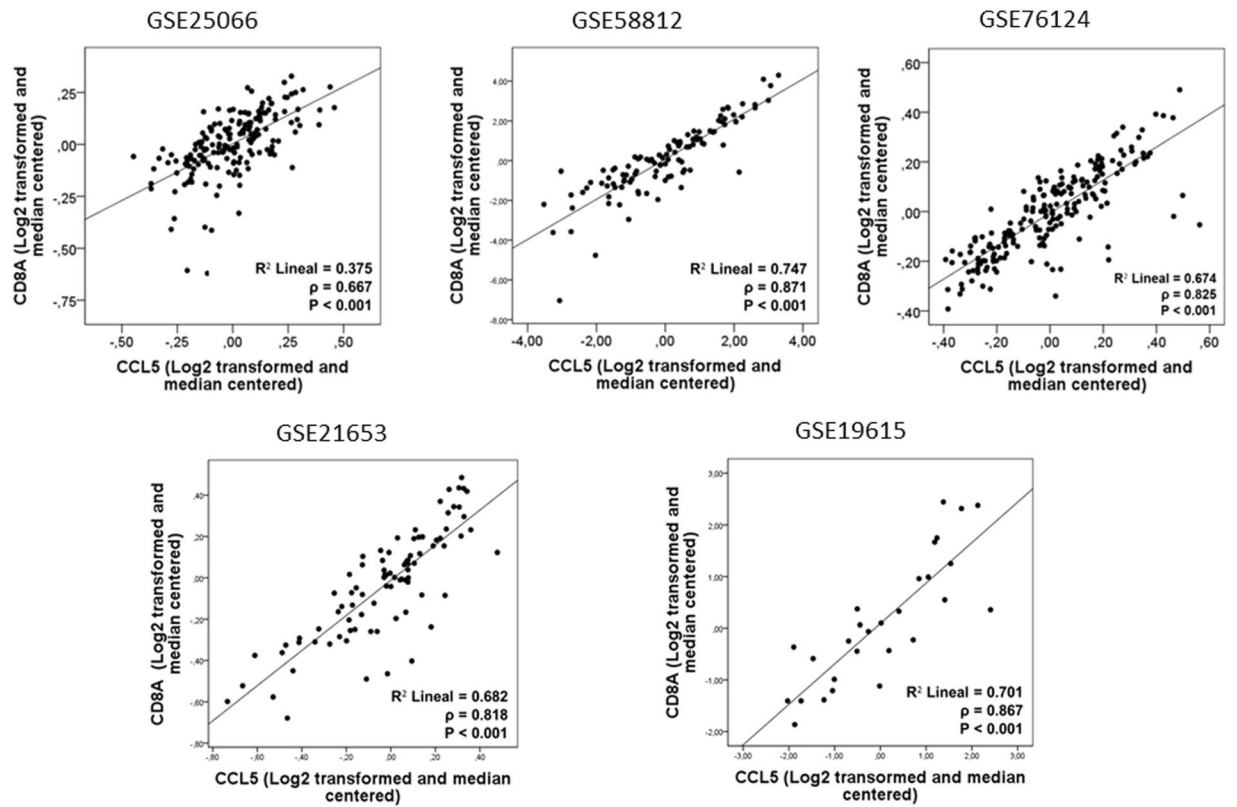 GSE25066
GSE58812
GSE76124
CD8A (Log2 transformed and
median centered)
,25
,00
-,25
-,50
-,75
R² Lineal = 0.375
ρ = 0.667
P < 0.001
-,50
-,25
,00
,25
,50
CCL5 (Log2 transformed and
median centered)
CD8A (Log2 transformed and
median centered)
4,00
2,00
,00
-2,00
-4,00
-6,00
-8,00
R² Lineal = 0.747
ρ = 0.871
P < 0.001
-4,00
-2,00
,00
2,00
4,00
CCL5 (Log2 transformed and
median centered)
CD8A (Log2 transformed and
median centered)
,60
,40
,20
,00
-,20
-,40
R² Lineal = 0.674
ρ = 0.825
P < 0.001
-,40
-,20
,00
,20
,40
,60
CCL5 (Log2 transformed and
median centered)
GSE21653
GSE19615
CD8A (Log2 transformed and
median centered)
,40
,20
,00
-,20
-,40
-,60
-,80
R² Lineal = 0.682
ρ = 0.818
P < 0.001
-,80
-,60
-,40
-,20
,00
,20
,40
CCL5 (Log2 transformed and median
centered)
CD8A (Log2 transormed and
median centered)
3,00
2,00
1,00
,00
-1,00
-2,00
R² Lineal = 0.701
ρ = 0.867
P < 0.001
-3,00
-2,00
-1,00
,00
1,00
2,00
3,00
CCL5 (Log2 transormed and median
centered)